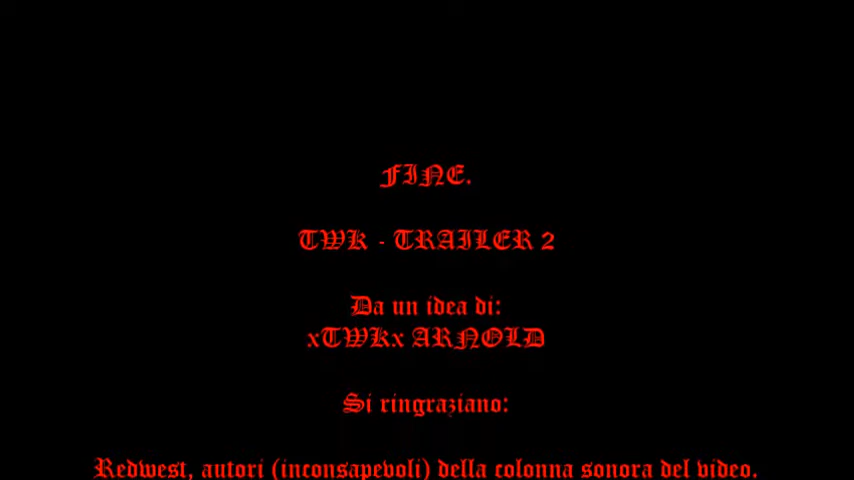 FINE.
TWK - TRAILER 2
Da un idea di:
xTWKx ARNOLD
Si ringraziano:
Redwest, autori (inconsapevoli) della colonna sonora del video.